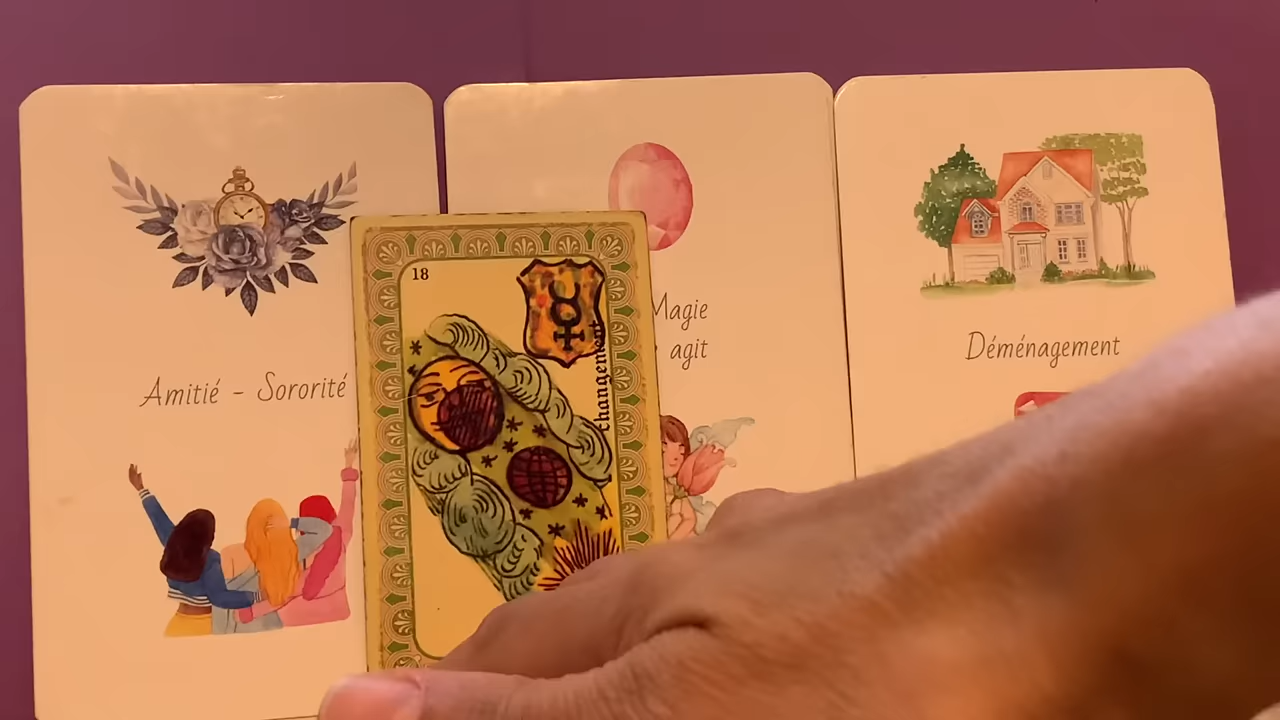 Amitié - Sororité
Magie
agit
Déménagement
18
changement